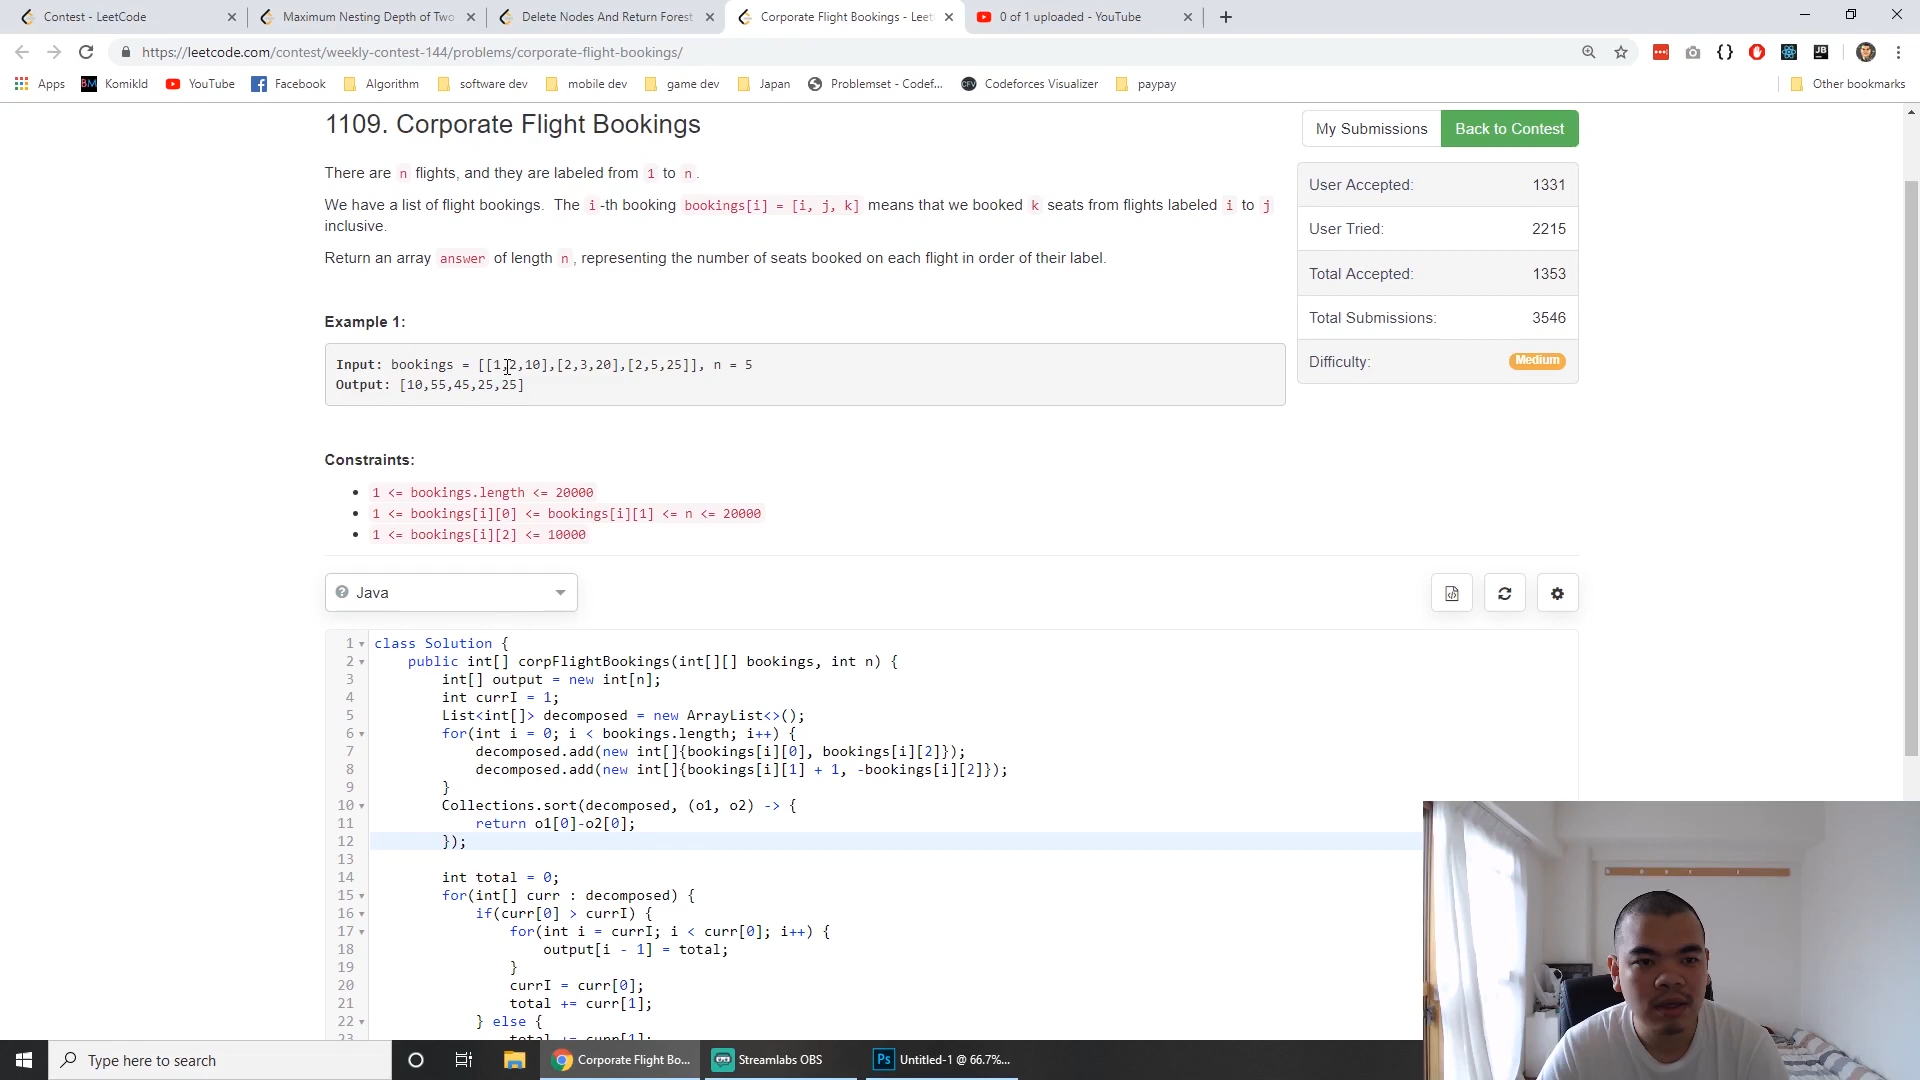 Contest - LeetCode
Maximum Nesting Depth of Two
Delete Nodes And Return Forest
Corporate Flight Bookings - Leet
0 of 1 uploaded - YouTube
https://leetcode.com/contest/weekly-contest-144/problems/corporate-flight-bookings/
Apps BM Komikld YouTube Facebook Algorithm software dev mobile dev game dev Japan Problemset - Codef... CFV Codeforces Visualizer paypay Other bookmarks
1109. Corporate Flight Bookings
My Submissions Back to Contest
There are n flights, and they are labeled from 1 to n.
We have a list of flight bookings. The i-th booking bookings[i] = [i, j, k] means that we booked k seats from flights labeled i to j
inclusive.
Return an array answer of length n, representing the number of seats booked on each flight in order of their label.
User Accepted: 1331
User Tried: 2215
Total Accepted: 1353
Total Submissions: 3546
Difficulty: Medium
Example 1:
Input: bookings = [[1,2,10],[2,3,20],[2,5,25]], n = 5
Output: [10,55,45,25,25]
Constraints:
1 <= bookings.length <= 20000
1 <= bookings[i][0] <= bookings[i][1] <= n <= 20000
1 <= bookings[i][2] <= 10000
Java
1 class Solution {
2 public int[] corpFlightBookings(int[][] bookings, int n) {
3 int[] output = new int[n];
4 int currI = 1;
5 List<int[]> decomposed = new ArrayList<>();
6 for(int i = 0; i < bookings.length; i++) {
7 decomposed.add(new int[]{bookings[i][0], bookings[i][2]});
8 decomposed.add(new int[]{bookings[i][1] + 1, -bookings[i][2]});
9 }
10 Collections.sort(decomposed, (o1, o2) -> {
11 return o1[0]-o2[0];
12 });
13
14 int total = 0;
15 for(int[] curr : decomposed) {
16 if(curr[0] > currI) {
17 for(int i = currI; i < curr[0]; i++) {
18 output[i - 1] = total;
19 }
20 currI = curr[0];
21 total += curr[1];
22 } else {
23 total += curr[1];
Type here to search
Corporate Flight Bo...
Streamlabs OBS
Ps Untitled-1 @ 66.7%...